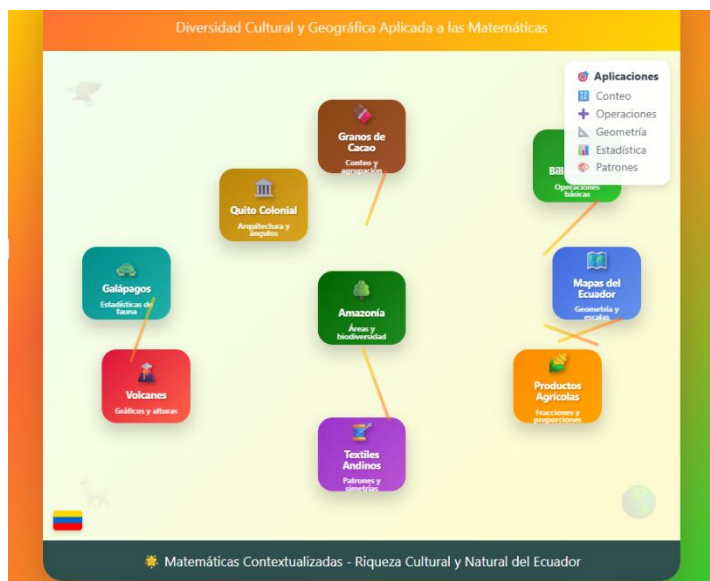 Diversidad Cultural y Geográfica Aplicada a las Matemáticas
Aplicaciones
Conteo
Operaciones
Geometría
Estadística
Patrones
Granos de
Cacao
Conteo y
agrupación
Bill
Operaciones
básicas
Quito Colonial
Arquitectura y
ángulos
Galápagos
Estadísticas de
fauna
Amazonía
Áreas y
biodiversidad
Mapas del
Ecuador
Geometría y
escalas
Volcanes
Gráficos y alturas
Productos
Agrícolas
Fracciones y
proporciones
Textiles
Andinos
Patrones y
simetrías
Matemáticas Contextualizadas - Riqueza Cultural y Natural del Ecuador